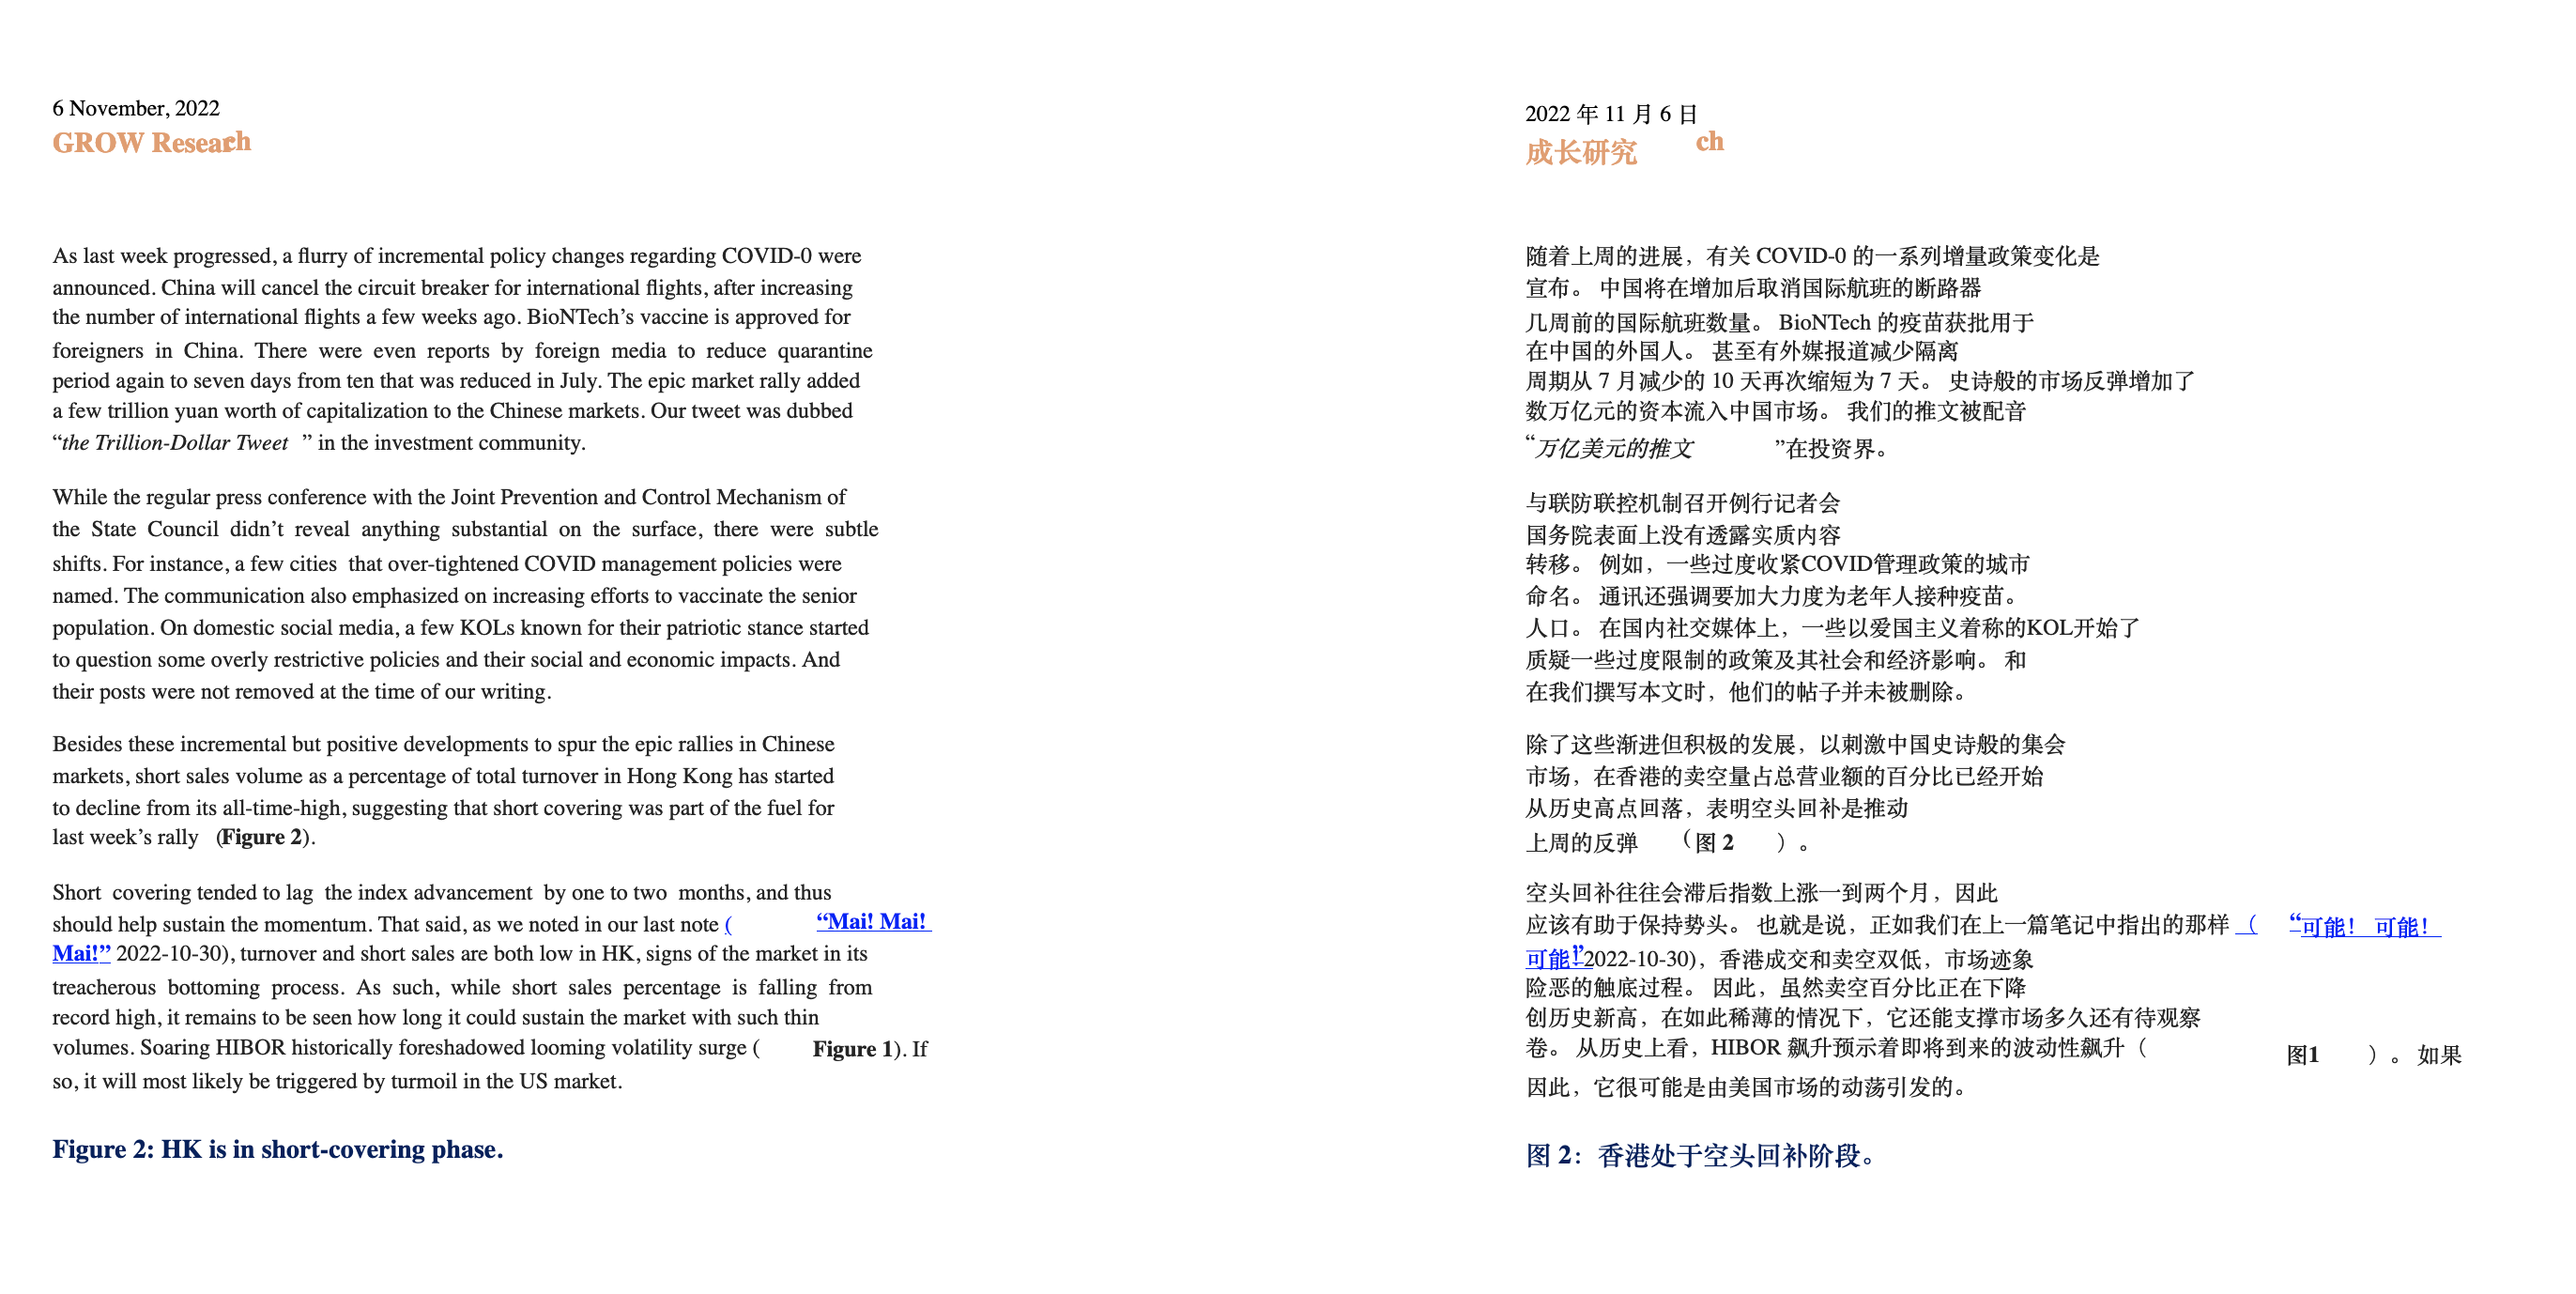 6 November, 2022
GROW Research
As last week progressed, a flurry of incremental policy changes regarding COVID-0 were
announced. China will cancel the circuit breaker for international flights, after increasing
the number of international flights a few weeks ago. BioNTech’s vaccine is approved for
foreigners in China. There were even reports by foreign media to reduce quarantine
period again to seven days from ten that was reduced in July. The epic market rally added
a few trillion yuan worth of capitalization to the Chinese markets. Our tweet was dubbed
“the Trillion-Dollar Tweet ” in the investment community.
While the regular press conference with the Joint Prevention and Control Mechanism of
the State Council didn’t reveal anything substantial on the surface, there were subtle
shifts. For instance, a few cities that over-tightened COVID management policies were
named. The communication also emphasized on increasing efforts to vaccinate the senior
population. On domestic social media, a few KOLs known for their patriotic stance started
to question some overly restrictive policies and their social and economic impacts. And
their posts were not removed at the time of our writing.
Besides these incremental but positive developments to spur the epic rallies in Chinese
markets, short sales volume as a percentage of total turnover in Hong Kong has started
to decline from its all-time-high, suggesting that short covering was part of the fuel for
last week’s rally (Figure 2).
Short covering tended to lag the index advancement by one to two months, and thus
should help sustain the momentum. That said, as we noted in our last note ( “Mai! Mai!
Mai!” 2022-10-30), turnover and short sales are both low in HK, signs of the market in its
treacherous bottoming process. As such, while short sales percentage is falling from
record high, it remains to be seen how long it could sustain the market with such thin
volumes. Soaring HIBOR historically foreshadowed looming volatility surge ( Figure 1). If
so, it will most likely be triggered by turmoil in the US market.
Figure 2: HK is in short-covering phase.
2022 年 11 月 6 日
成长研究 ch
随着上周的进展，有关 COVID-0 的一系列增量政策变化是
宣布。 中国将在增加后取消国际航班的断路器
几周前的国际航班数量。 BioNTech 的疫苗获批用于
在中国的外国人。 甚至有外媒报道减少隔离
周期从 7 月减少的 10 天再次缩短为 7 天。 史诗般的市场反弹增加了
数万亿元的资本流入中国市场。 我们的推文被配音
“万亿美元的推文 ”在投资界。
与联防联控机制召开例行记者会
国务院表面上没有透露实质内容
转移。 例如，一些过度收紧COVID管理政策的城市
命名。 通讯还强调要加大力度为老年人接种疫苗。
人口。 在国内社交媒体上，一些以爱国主义着称的KOL开始了
质疑一些过度限制的政策及其社会和经济影响。 和
在我们撰写本文时，他们的帖子并未被删除。
除了这些渐进但积极的发展，以刺激中国史诗般的集会
市场，在香港的卖空量占总营业额的百分比已经开始
从历史高点回落，表明空头回补是推动
上周的反弹 （图 2 ）。
空头回补往往会滞后指数上涨一到两个月，因此
应该有助于保持势头。 也就是说，正如我们在上一篇笔记中指出的那样 （ “可能！ 可能！
可能！”2022-10-30)，香港成交和卖空双低，市场迹象
险恶的触底过程。 因此，虽然卖空百分比正在下降
创历史新高，在如此稀薄的情况下，它还能支撑市场多久还有待观察
卷。 从历史上看，HIBOR 飙升预示着即将到来的波动性飙升（ 图1 ）。 如果
因此，它很可能是由美国市场的动荡引发的。
图 2：香港处于空头回补阶段。